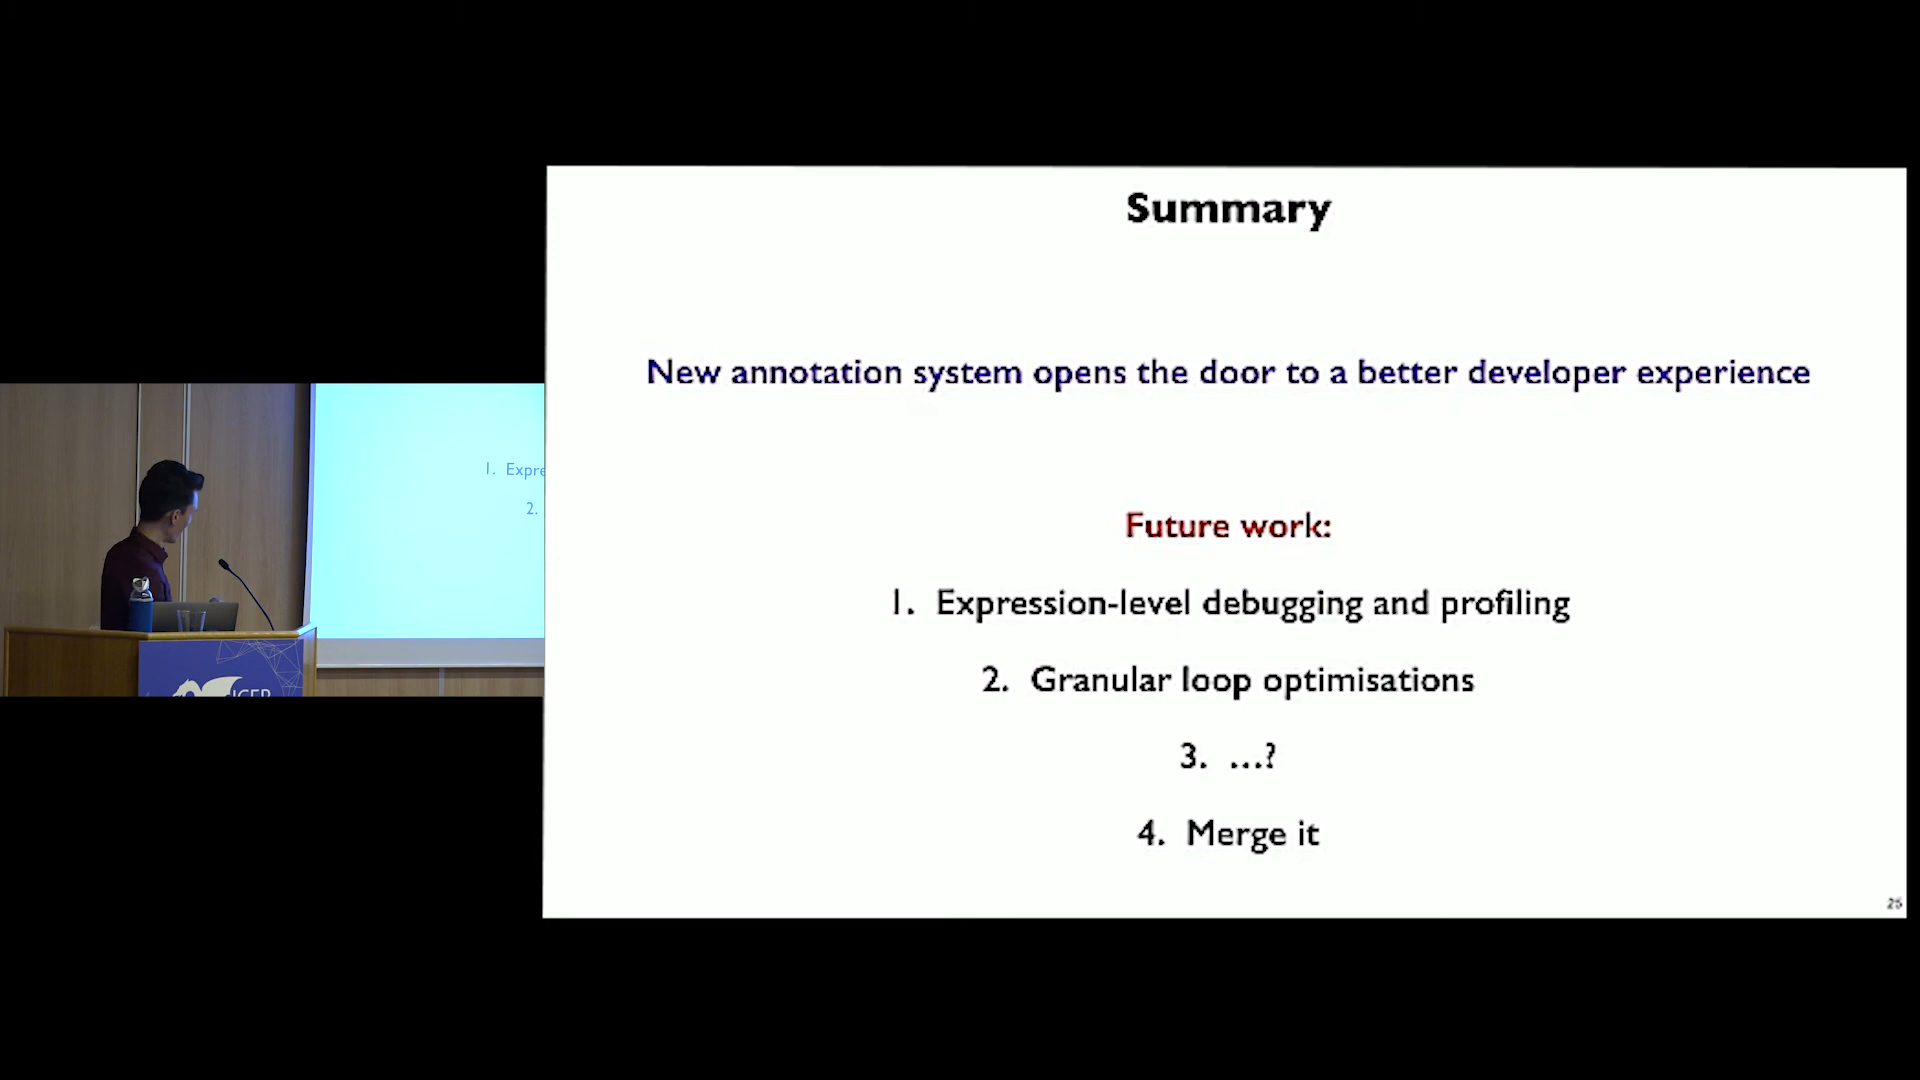 Summary
New annotation system opens the door to a better developer experience
Future work:
1. Expression-level debugging and profiling
2. Granular loop optimisations
3. ...?
4. Merge it
25
1. Expre
2.